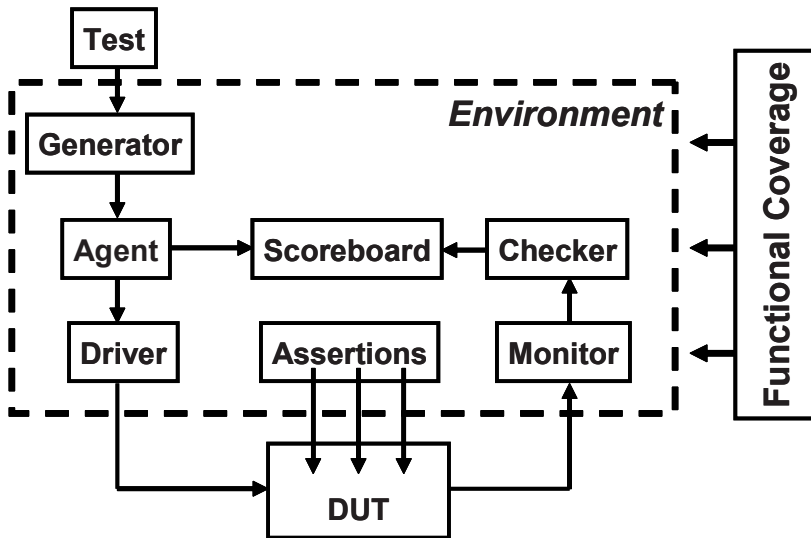 Test
Environment
Generator
Agent
Scoreboard
Checker
Driver
Assertions
Monitor
DUT
Functional Coverage